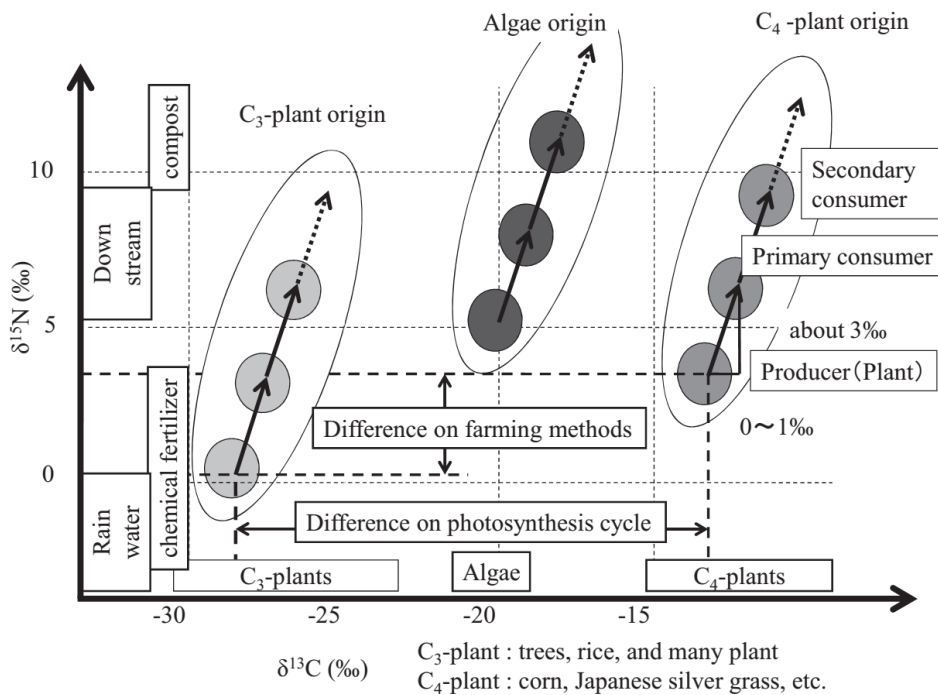 Algae origin
C₄ -plant origin
C₃-plant origin
compost
10
Secondary
consumer
Down
stream
Primary consumer
δ¹⁵N (‰)
5
about 3‰
Producer(Plant)
chemical fertilizer
Difference on farming methods
0〜1‰
0
Rain
water
Difference on photosynthesis cycle
C₃-plants
Algae
C₄-plants
-30
-25
-20
-15
δ¹³C (‰)
C₃-plant : trees, rice, and many plant
C₄-plant : corn, Japanese silver grass, etc.